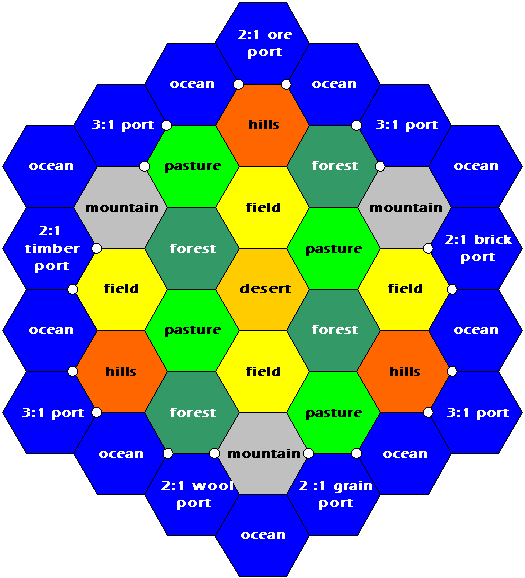 2:1 ore
port
ocean
ocean
3:1 port
hills
3:1 port
ocean
pasture
forest
ocean
mountain
field
mountain
2:1
timber
port
forest
pasture
2:1 brick
port
field
desert
field
ocean
pasture
forest
ocean
hills
field
hills
3:1 port
forest
pasture
3:1 port
ocean
mountain
ocean
2:1 wool
port
2 :1 grain
port
ocean